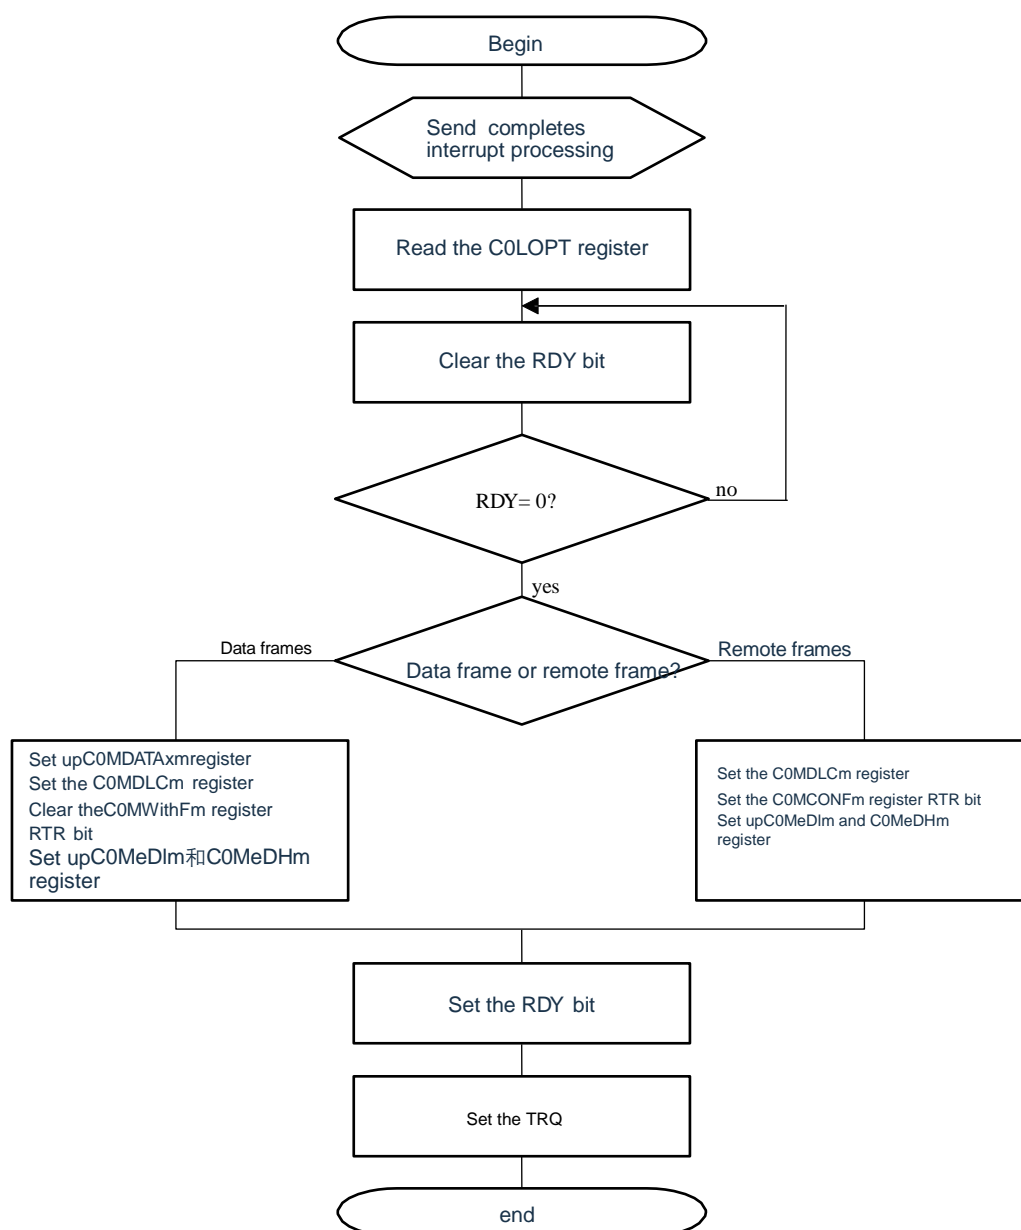 Begin
Send completes
interrupt processing
Read the C0LOPT register
Clear the RDY bit
RDY= 0?
no
yes
Data frames
Data frame or remote frame?
Remote frames
Set upC0MDATAxmregister
Set the C0MDLCm register
Clear theC0MWithFm register
RTR bit
Set upC0MeDlm和C0MeDHm
register
Set the C0MDLCm register
Set the C0MCONFm register RTR bit
Set upC0MeDlm and C0MeDHm
register
Set the RDY bit
Set the TRQ
end